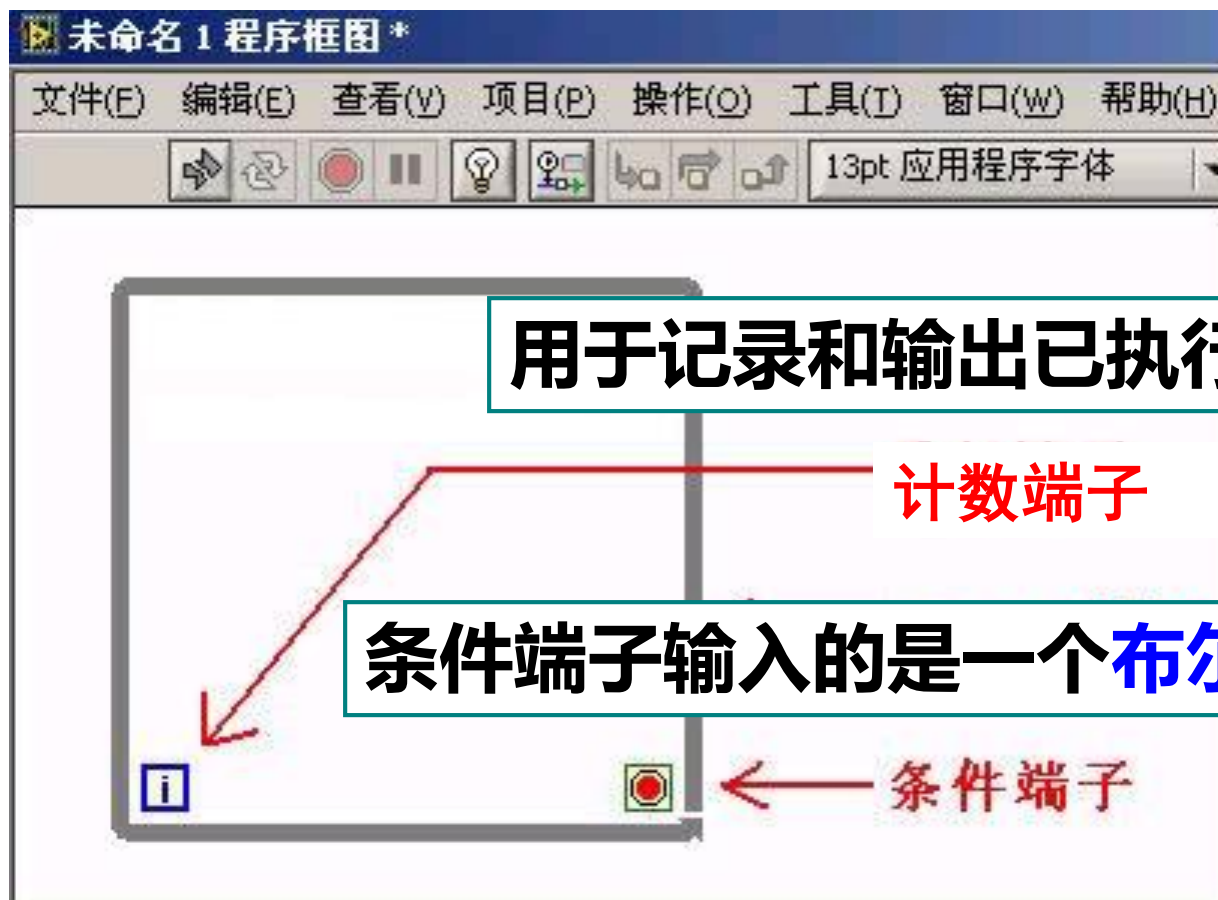 未命名 1 程序框图 *
文件(F) 编辑(E) 查看(V) 项目(P) 操作(O) 工具(T) 窗口(W) 帮助(H)
13pt 应用程序字体
用于记录和输出已执行
计数端子
条件端子输入的是一个布尔
i
条件端子